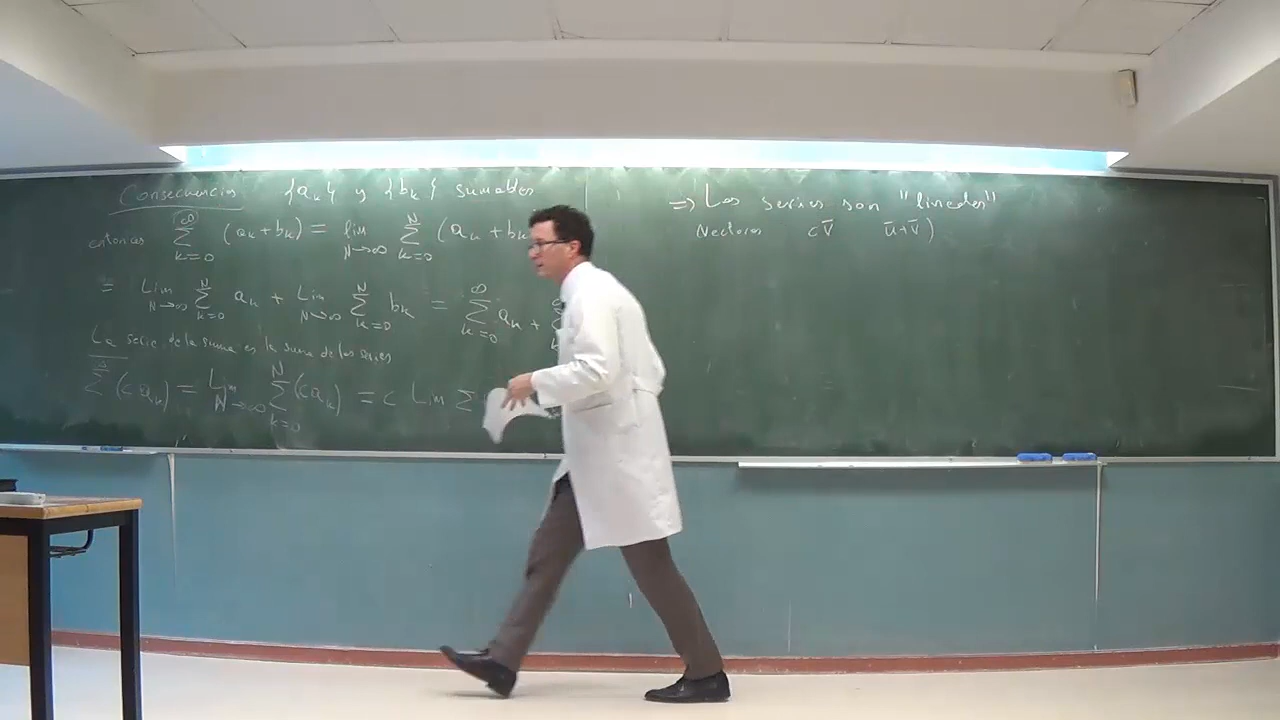 Consecuencias {aₖ} y {bₖ} sumables
entonces ∑_{k=0}^{∞} (aₖ+bₖ) = lim_{N→∞} ∑_{k=0}^{N} (aₖ + bₖ
= Lim_{N→∞} ∑_{k=0}^{N} aₖ + Lim_{N→∞} ∑_{k=0}^{N} bₖ = ∑_{k=0}^{∞} aₖ +
La serie de la suma es la suma de las series
∑^{∞} (c aₖ) = Lim_{N→∞} ∑_{k=0}^{N} (c aₖ) = c Lim ∑
⇒ Las series son "lineales"
Vectores cv̄ ū+v̄)